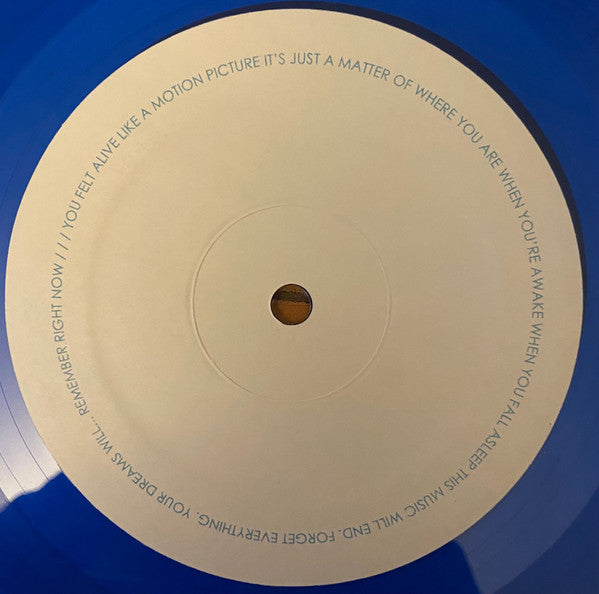 YOU FELT ALIVE LIKE A MOTION PICTURE IT'S JUST A MATTER OF WHERE YOU ARE WHEN YOU'RE AWAKE WHEN YOU FALL ASLEEP THIS MUSIC WILL END. FORGET EVERYTHING. YOUR DREAMS WILL... REMEMBER RIGHT NOW / / /